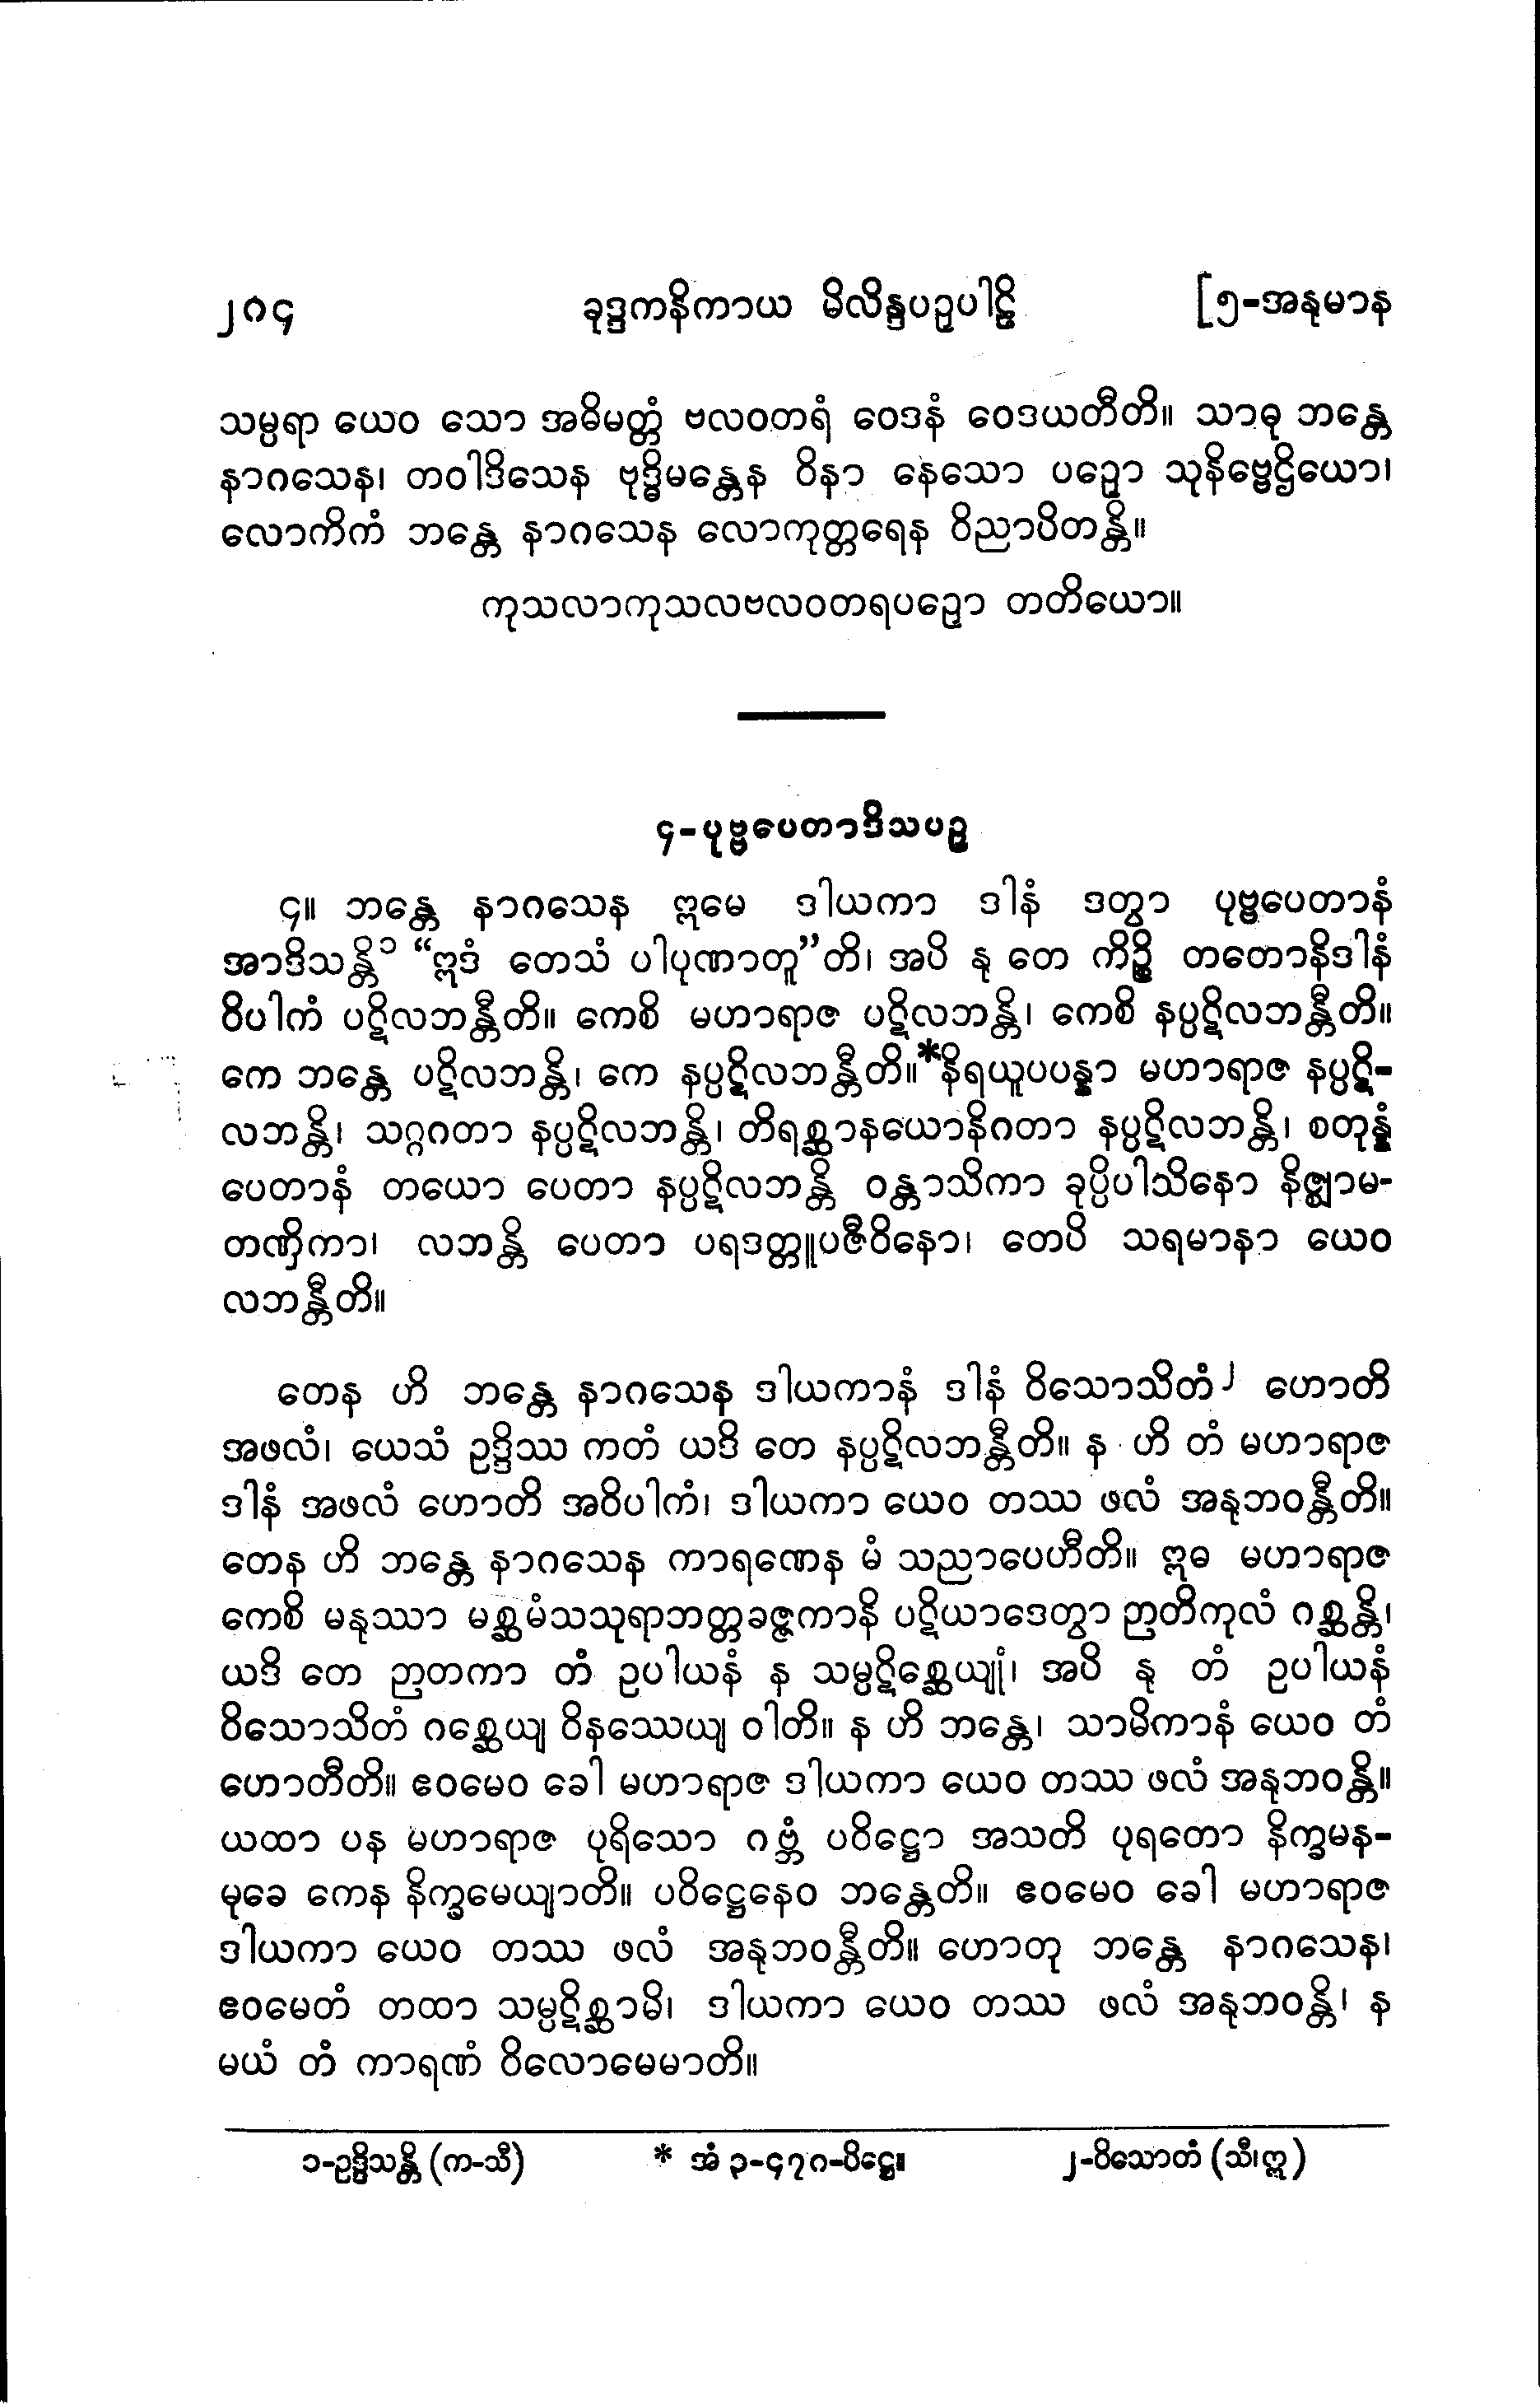 ၂၈၄ ခုဒ္ဒကနိကာယ မိလိန္ဒပဉှပါဠိ [၅-အနုမာန
သမ္ပရာ ယေဝ သော အဓိမတ္တံ ဗလဝတရံ ဝေဒနံ ဝေဒယတီတိ။ သာဓု ဘန္တေ
နာဂသေန၊ တဝါဒိသေန ဗုဒ္ဓိမန္တေန ဝိနာ နေသော ပဉှော သုနိဗ္ဗေဌိယော၊
လောကိကံ ဘန္တေ နာဂသေန လောကုတ္တရေန ဝိညာပိတန္တိ။
ကုသလာကုသလဗလဝတရပဉှော တတိယော။
၄-ပုဗ္ဗပေတာဒိသပဉှ
၄။ ဘန္တေ နာဂသေန ဣမေ ဒါယကာ ဒါနံ ဒတွာ ပုဗ္ဗပေတာနံ
အာဒိသန္တိ၁ “ဣဒံ တေသံ ပါပုဏာတူ”တိ၊ အပိ နု တေ ကိဉ္စိ တတောနိဒါနံ
ဝိပါကံ ပဋိလဘန္တီတိ။ ကေစိ မဟာရာဇ ပဋိလဘန္တိ၊ ကေစိ နပ္ပဋိလဘန္တီတိ။
ကေ ဘန္တေ ပဋိလဘန္တိ၊ ကေ နပ္ပဋိလဘန္တီတိ။*နိရယူပပန္နာ မဟာရာဇ နပ္ပဋိ-
လဘန္တိ၊ သဂ္ဂဂတာ နပ္ပဋိလဘန္တိ၊ တိရစ္ဆာနယောနိဂတာ နပ္ပဋိလဘန္တိ၊ စတုန္နံ
ပေတာနံ တယော ပေတာ နပ္ပဋိလဘန္တိ ဝန္တာသိကာ ခုပ္ပိပါသိနော နိဇ္ဈာမ-
တဏှိကာ၊ လဘန္တိ ပေတာ ပရဒတ္တူပဇီဝိနော၊ တေပိ သရမာနာ ယေဝ
လဘန္တီတိ။
တေန ဟိ ဘန္တေ နာဂသေန ဒါယကာနံ ဒါနံ ဝိသောသိတံ၂ ဟောတိ
အဖလံ၊ ယေသံ ဥဒ္ဒိဿ ကတံ ယဒိ တေ နပ္ပဋိလဘန္တီတိ။ န ဟိ တံ မဟာရာဇ
ဒါနံ အဖလံ ဟောတိ အဝိပါကံ၊ ဒါယကာ ယေဝ တဿ ဖလံ အနုဘဝန္တီတိ။
တေန ဟိ ဘန္တေ နာဂသေန ကာရဏေန မံ သညာပေဟီတိ။ ဣဓ မဟာရာဇ
ကေစိ မနုဿာ မစ္ဆမံသသုရာဘတ္တခဇ္ဇကာနိ ပဋိယာဒေတွာ ဉာတိကုလံ ဂစ္ဆန္တိ၊
ယဒိ တေ ဉာတကာ တံ ဥပါယနံ န သမ္ပဋိစ္ဆေယျုံ၊ အပိ နု တံ ဥပါယနံ
ဝိသောသိတံ ဂစ္ဆေယျ ဝိနဿေယျ ဝါတိ။ န ဟိ ဘန္တေ၊ သာမိကာနံ ယေဝ တံ
ဟောတီတိ။ ဧဝမေဝ ခေါ မဟာရာဇ ဒါယကာ ယေဝ တဿ ဖလံ အနုဘဝန္တိ။
ယထာ ပန မဟာရာဇ ပုရိသော ဂဗ္ဘံ ပဝိဋ္ဌော အသတိ ပုရတော နိက္ခမန-
မုခေ ကေန နိက္ခမေယျာတိ။ ပဝိဋ္ဌေနေဝ ဘန္တေတိ။ ဧဝမေဝ ခေါ မဟာရာဇ
ဒါယကာ ယေဝ တဿ ဖလံ အနုဘဝန္တီတိ။ ဟောတု ဘန္တေ နာဂသေန၊
ဧဝမေတံ တထာ သမ္ပဋိစ္ဆာမိ၊ ဒါယကာ ယေဝ တဿ ဖလံ အနုဘဝန္တိ၊ န
မယံ တံ ကာရဏံ ဝိလောမေမာတိ။
၁-ဥဒ္ဒိသန္တိ (က-သီ) * အံ ၃-၄၇၈-ပိဋ္ဌေ။ ၂-ဝိသောတံ (သီ၊ဣ)